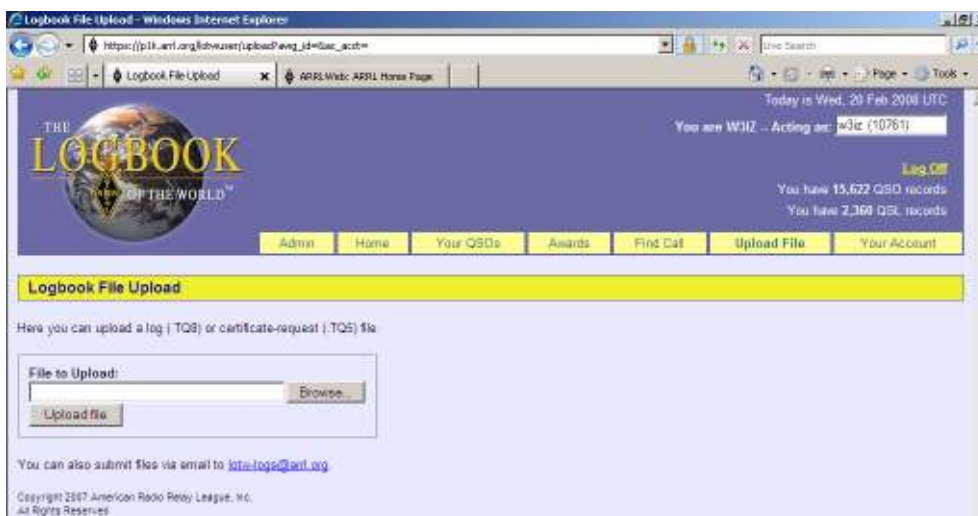 Logbook File Upload - Windows Internet Explorer
Live Search
Logbook File Upload
ARRLWeb: ARRL Home Page
Page
Tools
Today is Wed, 20 Feb 2008 UTC
You are W3IZ -- Acting as: w3iz (10761)
THE
LOGBOOK
OF THE WORLD
Log Off
You have 15,622 QSO records
You have 2,360 QSL records
Admin Home Your QSOs Awards Find Call Upload File Your Account
Logbook File Upload
Here you can upload a log (.TQ8) or certificate-request (.TQ5) file.
File to Upload:
Browse...
Upload file
You can also submit files via email to lotw-logs@arrl.org
Copyright 2007 American Radio Relay League, Inc.
All Rights Reserved